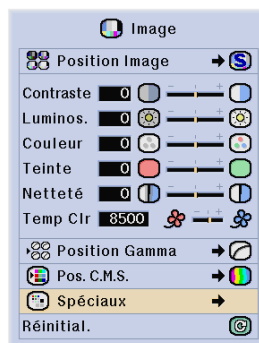 Image
Position Image S
Contraste 0
Luminos. 0
Couleur 0
Teinte 0
Netteté 0
Temp Clr 8500
Position Gamma
Pos. C.M.S.
Spéciaux
Réinitial.